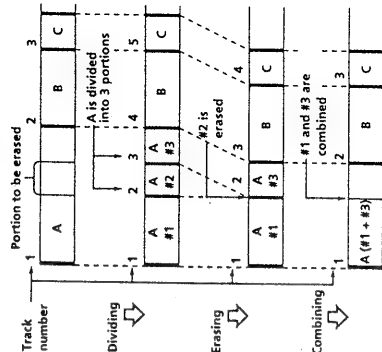 Portion to be erased
Track
number
1
2
3
A
B
C
Dividing
A is divided
into 3 portions
1
2
3
4
5
A
#1
A
#2
A
#3
B
C
Erasing
#2 is
erased
1
2
3
4
A
#1
A
#3
B
C
Combining
#1 and #3 are
combined
1
2
3
A (#1 + #3)
B
C